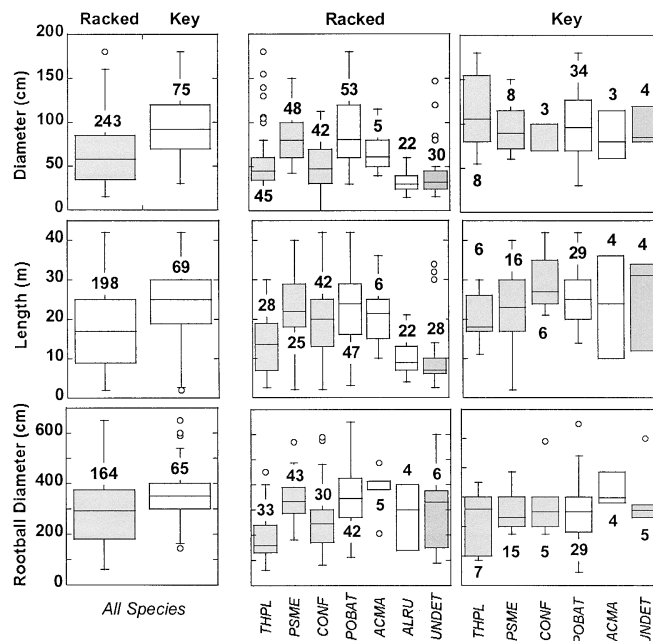 Racked Key Racked Key
Diameter (cm)
200
150
100
50
0
243 75
45 48 42 53 5 22 30
8 8 3 34 3 4
Length (m)
40
30
20
10
0
198 69
28 25 42 47 6 22 28
6 16 6 29 4 4
Rootball Diameter (cm)
600
400
300
200
0
164 65
33 43 30 42 5 4 6
7 15 5 29 4 5
All Species
THPL PSME CONF POBAT ACMA ALRU UNDET
THPL PSME CONF POBAT ACMA UNDET